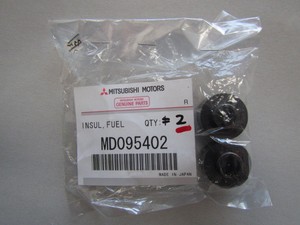 MITSUBISHI MOTORS
GENUINE PARTS
R
INSUL, FUEL QTY. # 2
MD095402
MADE IN JAPAN